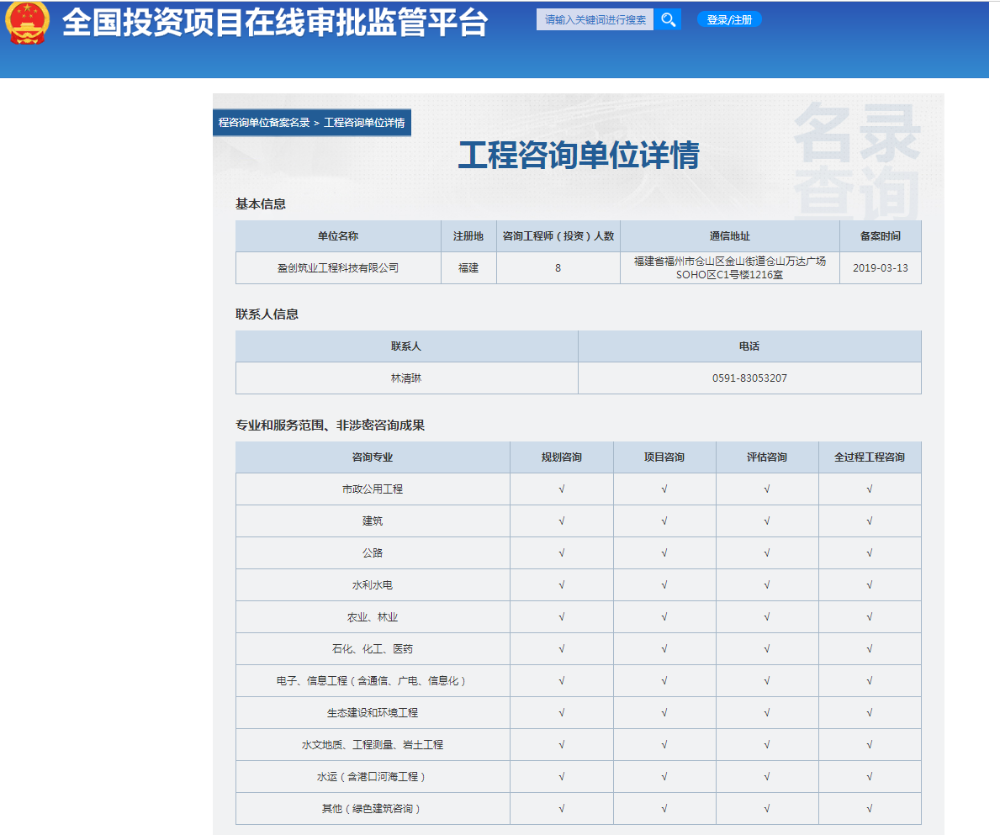 全国投资项目在线审批监管平台
请输入关键词进行搜索
登录/注册
程咨询单位备案名录 > 工程咨询单位详情
名录
查询
工程咨询单位详情
基本信息
单位名称 注册地 咨询工程师（投资）人数 通信地址 备案时间
盈创筑业工程科技有限公司 福建 8 福建省福州市仓山区金山街道仓山万达广场 2019-03-13
SOHO区C1号楼1216室
联系人信息
联系人 电话
林清琳 0591-83053207
专业和服务范围、非涉密咨询成果
咨询专业 规划咨询 项目咨询 评估咨询 全过程工程咨询
市政公用工程 √ √ √ √
建筑 √ √ √ √
公路 √ √ √ √
水利水电 √ √ √ √
农业、林业 √ √ √ √
石化、化工、医药 √ √ √ √
电子、信息工程（含通信、广电、信息化） √ √ √ √
生态建设和环境工程 √ √ √ √
水文地质、工程测量、岩土工程 √ √ √ √
水运（含港口河海工程） √ √ √ √
其他（绿色建筑咨询） √ √ √ √